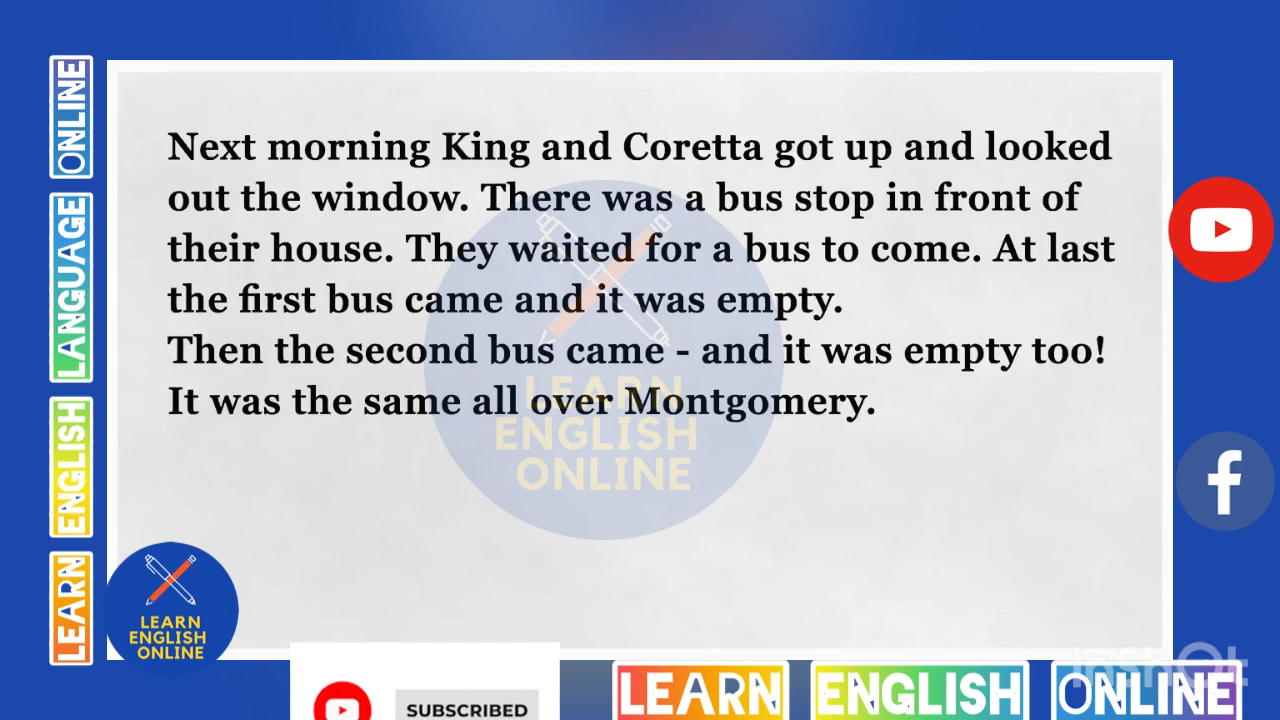 Next morning King and Coretta got up and looked
out the window. There was a bus stop in front of
their house. They waited for a bus to come. At last
the first bus came and it was empty.
Then the second bus came - and it was empty too!
It was the same all over Montgomery.
LEARN
ENGLISH
ONLINE
LEARN ENGLISH LANGUAGE ONLINE
LEARN
ENGLISH
ONLINE
SUBSCRIBED
LEARN ENGLISH ONLINE
InShOt